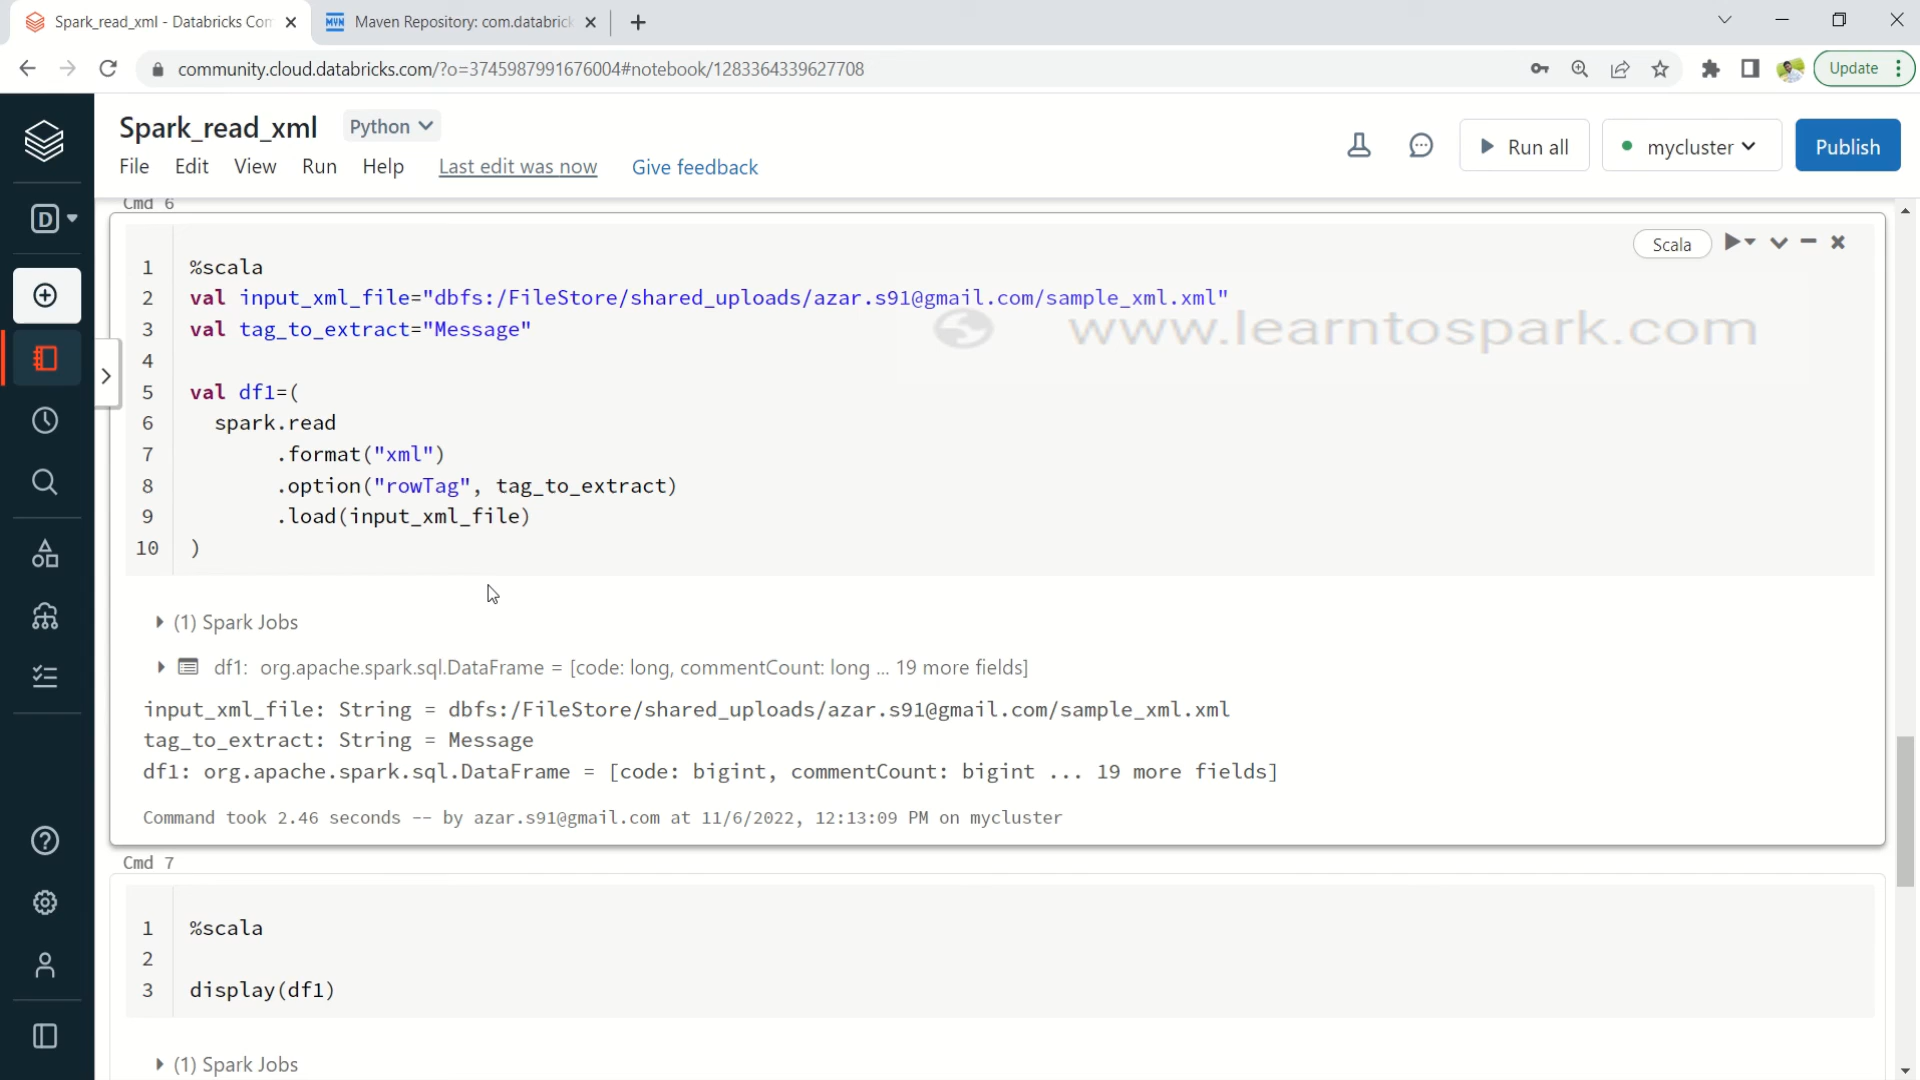 Spark_read_xml - Databricks Com
Maven Repository: com.databrick
community.cloud.databricks.com/?o=3745987991676004#notebook/1283364339627708
Update
Spark_read_xml
Python
File Edit View Run Help Last edit was now Give feedback
Run all
mycluster
Publish
D
Cmd 6
Scala
1 %scala
2 val input_xml_file="dbfs:/FileStore/shared_uploads/azar.s91@gmail.com/sample_xml.xml"
3 val tag_to_extract="Message"
www.learntospark.com
4
5 val df1=(
6 spark.read
7 .format("xml")
8 .option("rowTag", tag_to_extract)
9 .load(input_xml_file)
10 )
(1) Spark Jobs
df1: org.apache.spark.sql.DataFrame = [code: long, commentCount: long ... 19 more fields]
input_xml_file: String = dbfs:/FileStore/shared_uploads/azar.s91@gmail.com/sample_xml.xml
tag_to_extract: String = Message
df1: org.apache.spark.sql.DataFrame = [code: bigint, commentCount: bigint ... 19 more fields]
Command took 2.46 seconds -- by azar.s91@gmail.com at 11/6/2022, 12:13:09 PM on mycluster
Cmd 7
1 %scala
2
3 display(df1)
(1) Spark Jobs